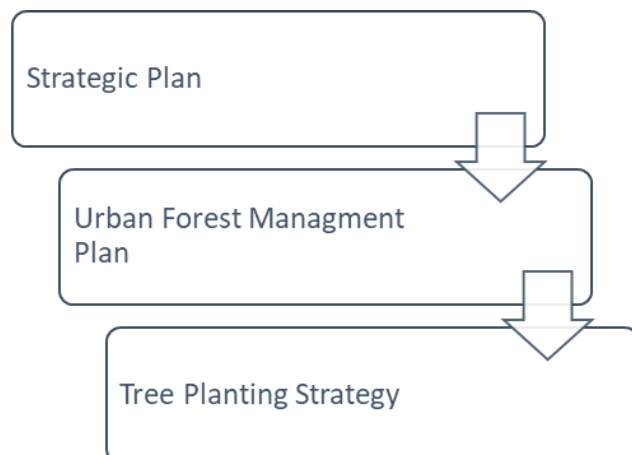 Strategic Plan
Urban Forest Managment
Plan
Tree Planting Strategy